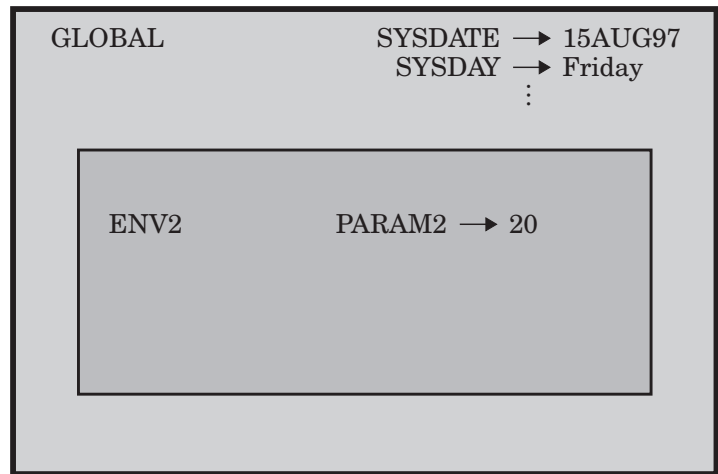 GLOBAL SYSDATE → 15AUG97
SYSDAY → Friday
⋮
ENV2 PARAM2 → 20